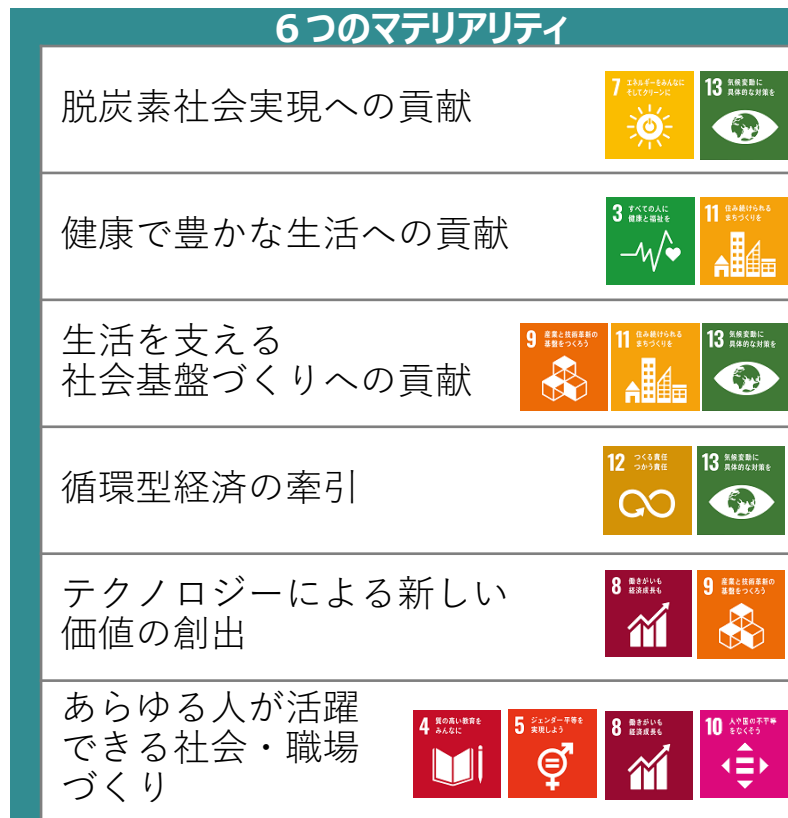 ６つのマテリアリティ
脱炭素社会実現への貢献
7 エネルギーをみんなに
そしてクリーンに
13 気候変動に
具体的な対策を
健康で豊かな生活への貢献
3 すべての人に
健康と福祉を
11 住み続けられる
まちづくりを
生活を支える
社会基盤づくりへの貢献
9 産業と技術革新の
基盤をつくろう
11 住み続けられる
まちづくりを
13 気候変動に
具体的な対策を
循環型経済の牽引
12 つくる責任
つかう責任
13 気候変動に
具体的な対策を
テクノロジーによる新しい
価値の創出
8 働きがいも
経済成長も
9 産業と技術革新の
基盤をつくろう
あらゆる人が活躍
できる社会・職場
づくり
4 質の高い教育を
みんなに
5 ジェンダー平等を
実現しよう
8 働きがいも
経済成長も
10 人や国の不平等
をなくそう